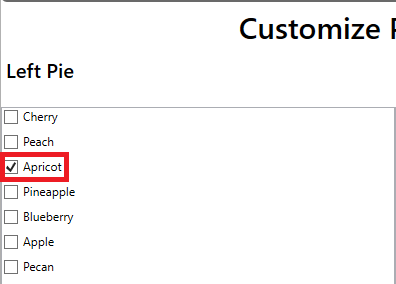 Customize
Left Pie
Cherry
Peach
Apricot
Pineapple
Blueberry
Apple
Pecan